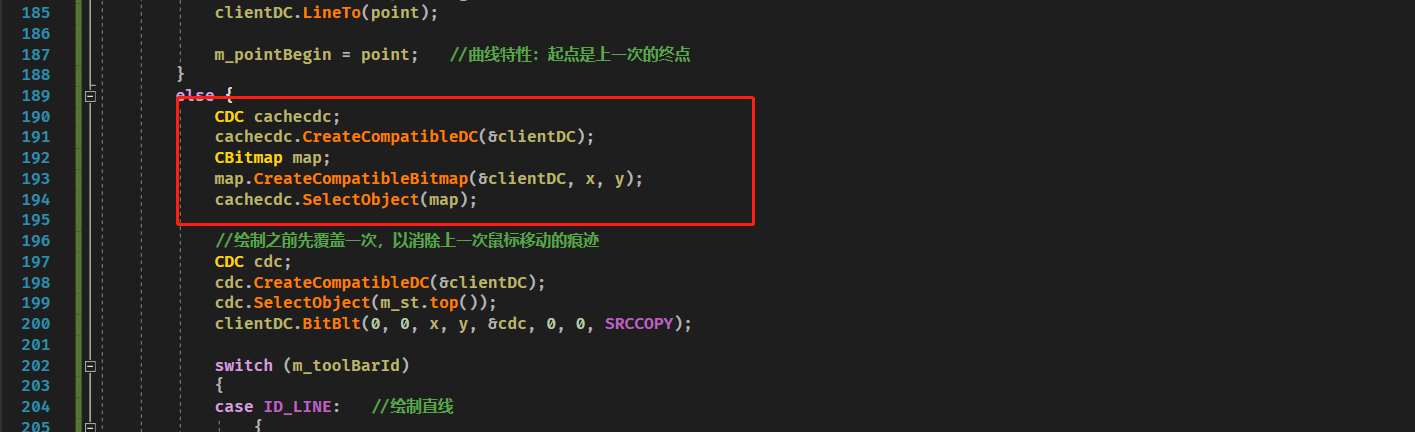 185 clientDC.LineTo(point);
186
187 m_pointBegin = point; //曲线特性：起点是上一次的终点
188 }
189 else {
190 CDC cachecdc;
191 cachecdc.CreateCompatibleDC(&clientDC);
192 CBitmap map;
193 map.CreateCompatibleBitmap(&clientDC, x, y);
194 cachecdc.SelectObject(map);
195
196 //绘制之前先覆盖一次，以消除上一次鼠标移动的痕迹
197 CDC cdc;
198 cdc.CreateCompatibleDC(&clientDC);
199 cdc.SelectObject(m_st.top());
200 clientDC.BitBlt(0, 0, x, y, &cdc, 0, 0, SRCCOPY);
201
202 switch (m_toolBarId)
203 {
204 case ID_LINE: //绘制直线
205 {